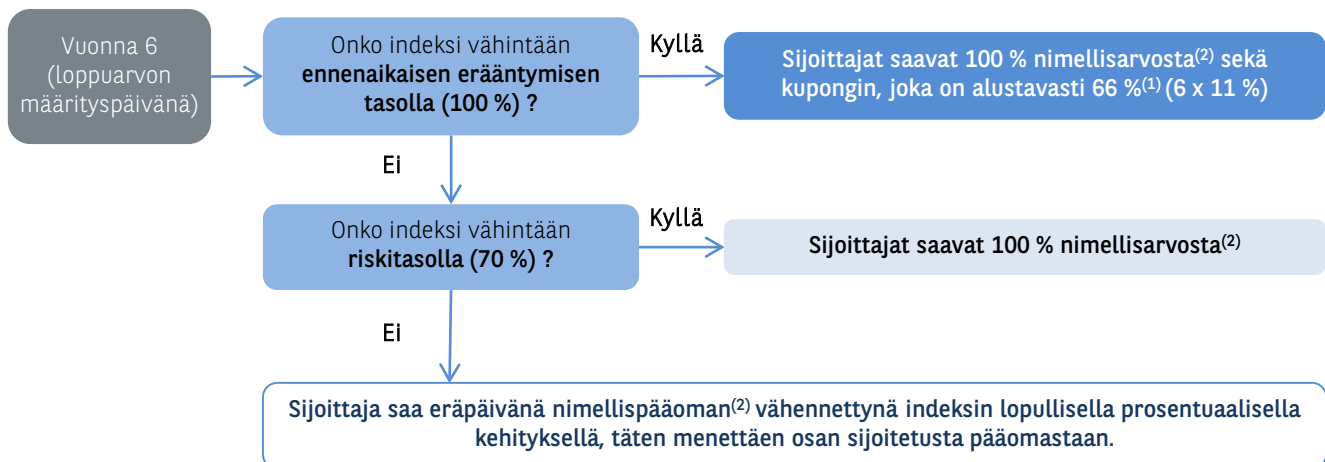 Vuonna 6
(loppuarvon
määrityspäivänä)
Onko indeksi vähintään
ennenaikaisen erääntymisen
tasolla (100 %) ?
Kyllä
Sijoittajat saavat 100 % nimellisarvosta(2) sekä
kupongin, joka on alustavasti 66 %(1) (6 x 11 %)
Ei
Onko indeksi vähintään
riskitasolla (70 %) ?
Kyllä
Sijoittajat saavat 100 % nimellisarvosta(2)
Ei
Sijoittaja saa eräpäivänä nimellispääoman(2) vähennettynä indeksin lopullisella prosentuaalisella
kehityksellä, täten menettäen osan sijoitetusta pääomastaan.